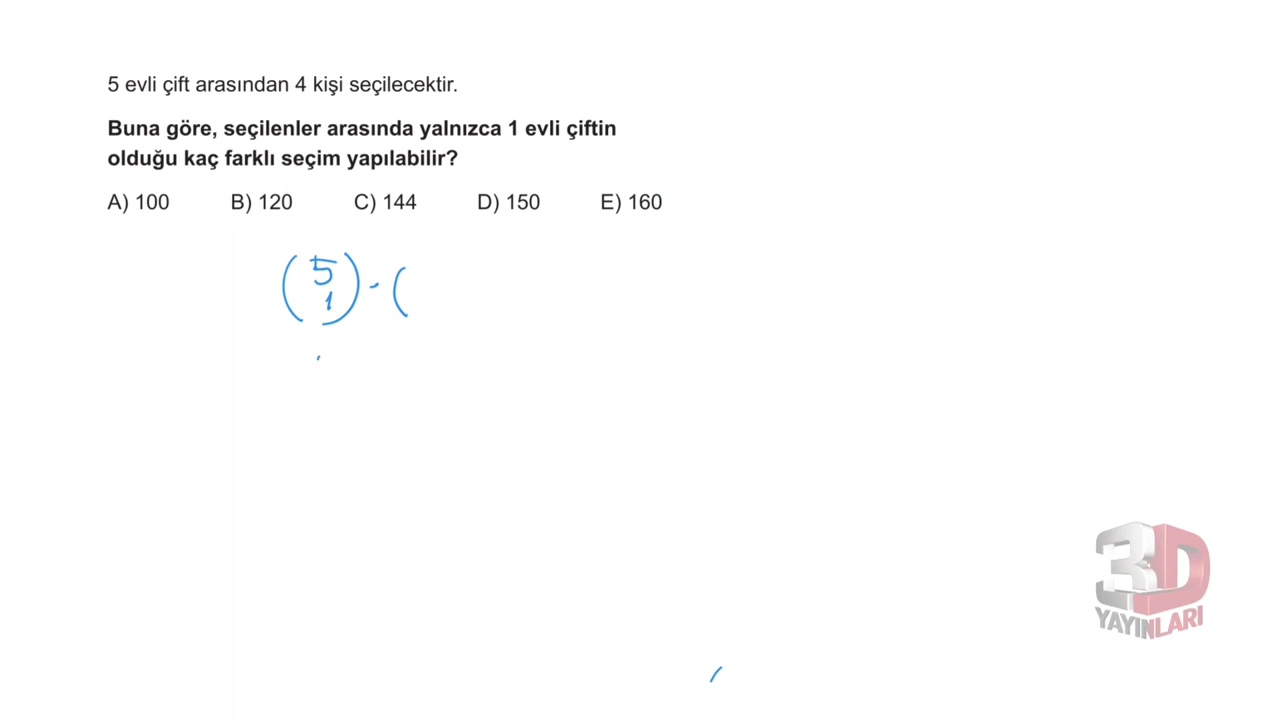 5 evli çift arasından 4 kişi seçilecektir.
Buna göre, seçilenler arasında yalnızca 1 evli çiftin
olduğu kaç farklı seçim yapılabilir?
A) 100 B) 120 C) 144 D) 150 E) 160
(5
1) · (
3D
YAYINLARI